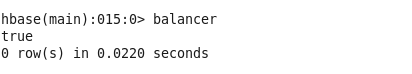 hbase(main):015:0> balancer
true
0 row(s) in 0.0220 seconds